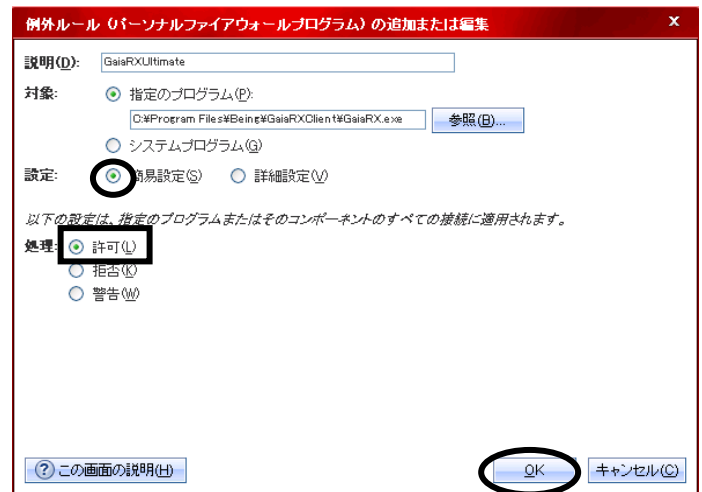 例外ルール (パーソナルファイアウォールプログラム) の追加または編集 x
説明(D): GaiaRXUltimate
対象: 指定のプログラム(P):
C:¥Program Files¥Being¥GaiaRXClient¥GaiaRX.exe 参照(B)...
システムプログラム(G)
設定: 簡易設定(S) 詳細設定(V)
以下の設定は、指定のプログラムまたはそのコンポーネントのすべての接続に適用されます。
処理: 許可(L)
拒否(K)
警告(W)
?この画面の説明(H) OK キャンセル(C)